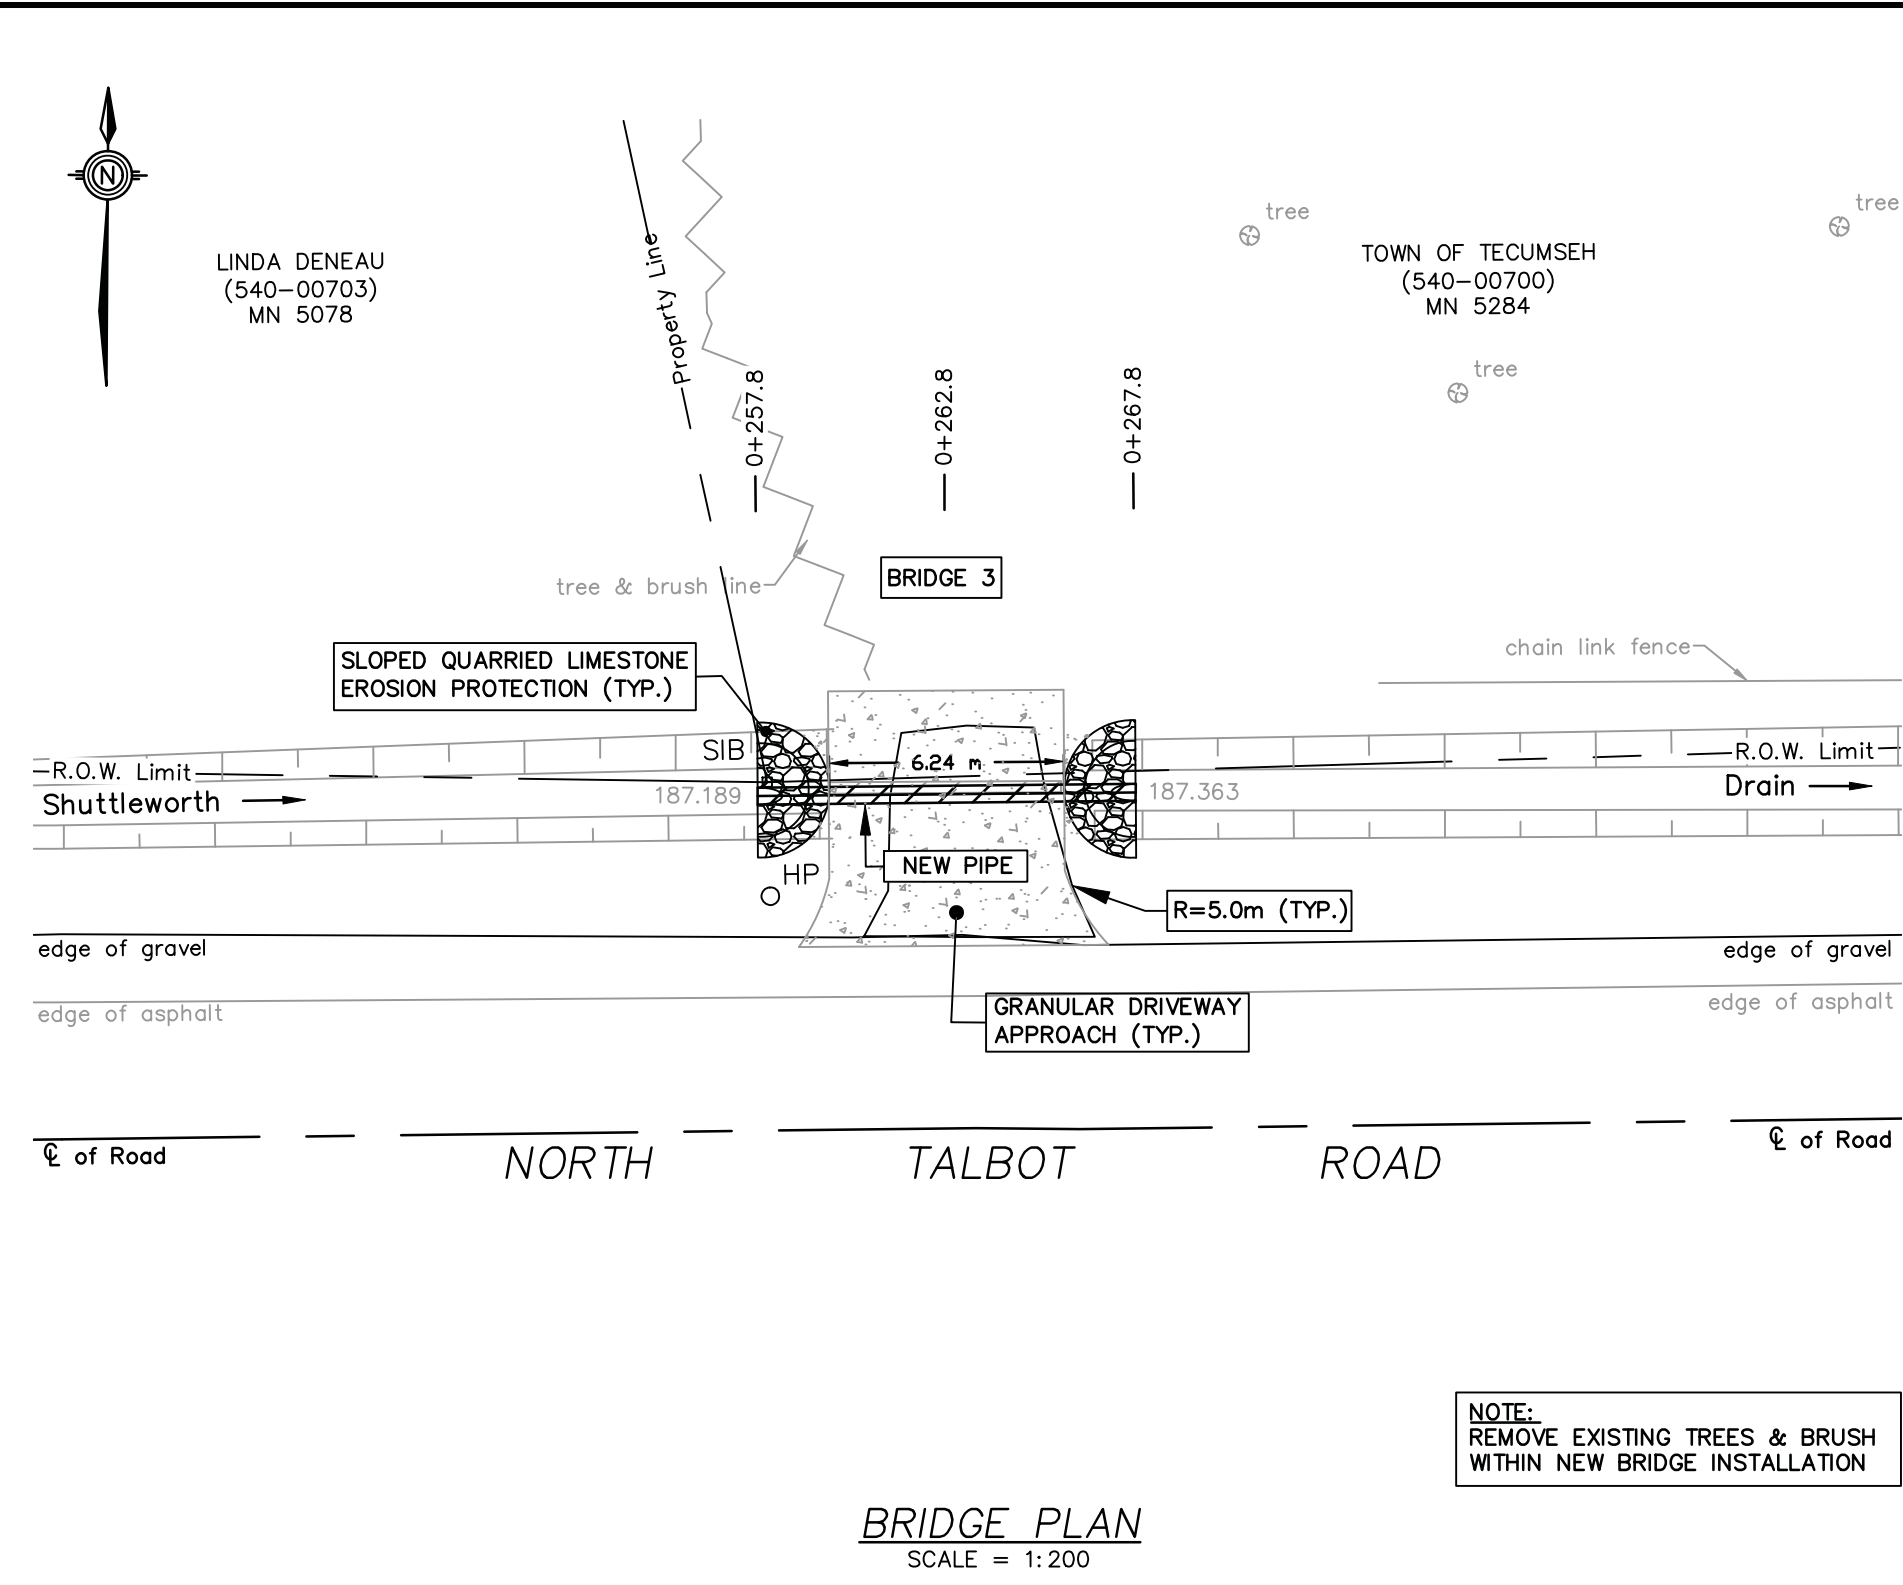 N
LINDA DENEAU
(540-00703)
MN 5078
Property Line
tree
tree
TOWN OF TECUMSEH
(540-00700)
MN 5284
tree
0+257.8
0+262.8
0+267.8
tree & brush line
BRIDGE 3
SLOPED QUARRIED LIMESTONE
EROSION PROTECTION (TYP.)
chain link fence
SIB
6.24 m
R.O.W. Limit
R.O.W. Limit
Shuttleworth
187.189
187.363
Drain
HP
NEW PIPE
R=5.0m (TYP.)
edge of gravel
edge of gravel
edge of asphalt
GRANULAR DRIVEWAY
APPROACH (TYP.)
edge of asphalt
℄ of Road
℄ of Road
NORTH TALBOT ROAD
NOTE:
REMOVE EXISTING TREES & BRUSH
WITHIN NEW BRIDGE INSTALLATION
BRIDGE PLAN
SCALE = 1:200